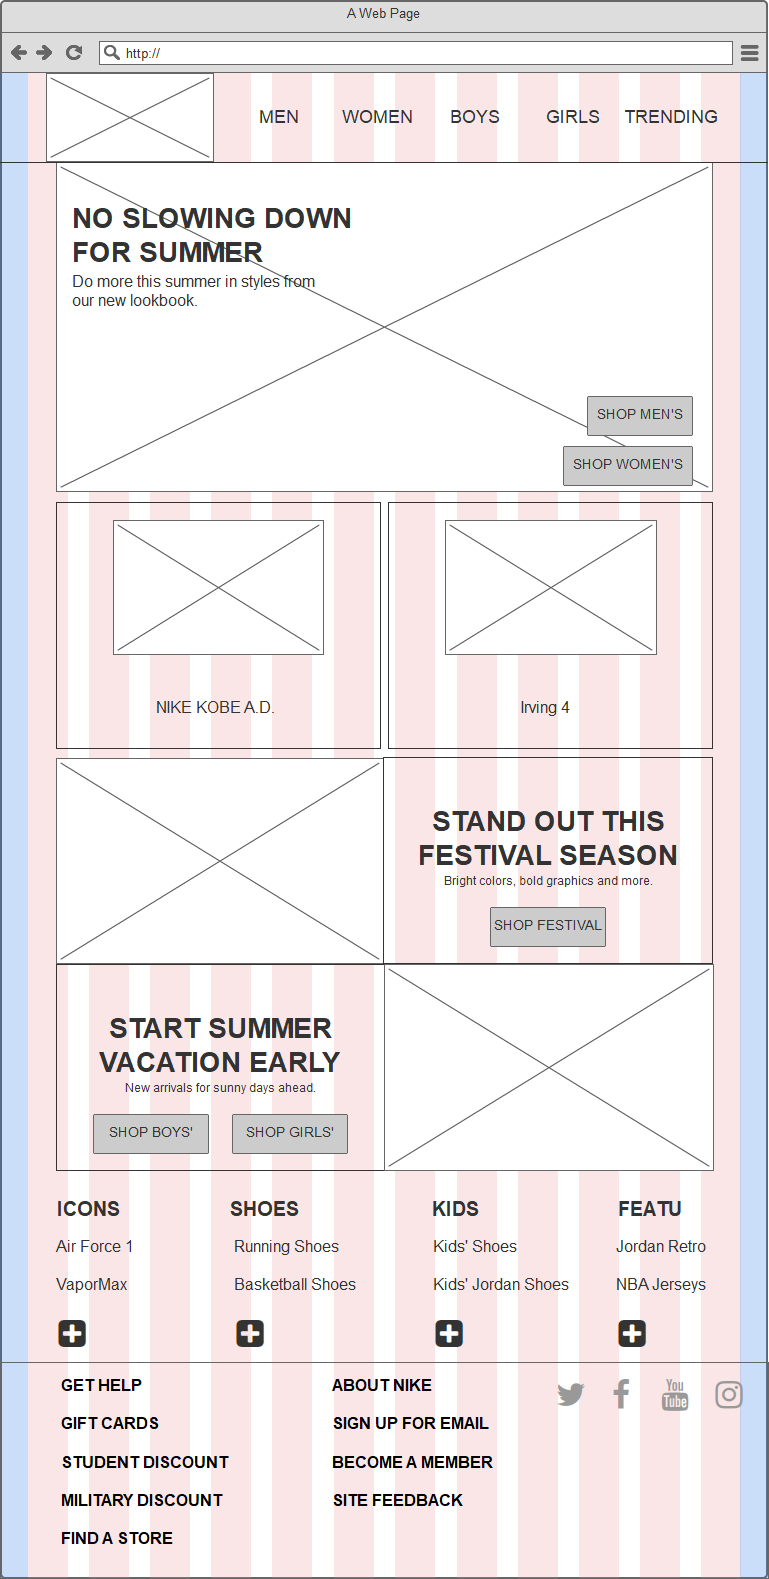 A Web Page
http://
MEN WOMEN BOYS GIRLS TRENDING
NO SLOWING DOWN
FOR SUMMER
Do more this summer in styles from
our new lookbook.
SHOP MEN'S
SHOP WOMEN'S
NIKE KOBE A.D.
Irving 4
STAND OUT THIS
FESTIVAL SEASON
Bright colors, bold graphics and more.
SHOP FESTIVAL
START SUMMER
VACATION EARLY
New arrivals for sunny days ahead.
SHOP BOYS' SHOP GIRLS'
ICONS SHOES KIDS FEATU
Air Force 1 Running Shoes Kids' Shoes Jordan Retro
VaporMax Basketball Shoes Kids' Jordan Shoes NBA Jerseys
GET HELP ABOUT NIKE You Tube
GIFT CARDS SIGN UP FOR EMAIL
STUDENT DISCOUNT BECOME A MEMBER
MILITARY DISCOUNT SITE FEEDBACK
FIND A STORE